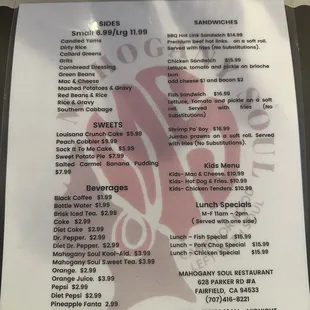 SIDES
Small 6.99/Lrg 11.99
Candied Yams
Dirty Rice
Collard Greens
Grits
Cornbread Dressing
Green Beans
Mac & Cheese
Mashed Potatoes & Gravy
Red Beans & Rice
Rice & Gravy
Southern Cabbage
SWEETS
Louisana Crunch Cake $5.99
Peach Cobbler $9.99
Sock It To Me Cake. $5.99
Sweet Potato Pie $7.99
Salted Carmel Banana Pudding
$7.99
Beverages
Black Coffee $1.99
Bottle Water $1.99
Brisk Iced Tea. $2.99
Coke $2.99
Diet Coke $2.99
Dr. Pepper. $2.99
Diet Dr. Pepper. $2.99
Mahogany Soul Kool-Aid. $3.99
Mahogany Soul Sweet Tea. $3.99
Orange. $2.99
Orange Juice. $3.99
Pepsi $2.99
Diet Pepsi $2.99
Pineapple Fanta 2.99
SANDWICHES
BBQ Hot Link Sandwich $14.99
Premium beef hot links on a soft roll.
Served with fries (No Substitutions).
Chicken Sandwich $15.99
Lettuce, tomato and pickle on brioche
bun.
add Cheese $1 and Bacon $2
Fish Sandwich $16.99
Lettuce, Tomato and Pickle on a soft
roll. Served with fries (No
Substitutions)
Shrimp Po' Boy
Jumbo prawns on a soft roll. Served
with fries (No Substitutions).
Kids Menu
Kids- Mac & Cheese. $10.99
Kids- Hot Dog & Fries. $10.99
Kids- Chicken Tenders. $10.99
Lunch Specials
M-F 11am – 2pm
( Served with one side)
Lunch – Fish Special $15.99
Lunch – Pork Chop Special $15.99
Lunch – Chicken Special $15.99
MAHOGANY SOUL RESTAURANT
628 PARKER RD #A
FAIRFIELD, CA 94533
(707)416-8221